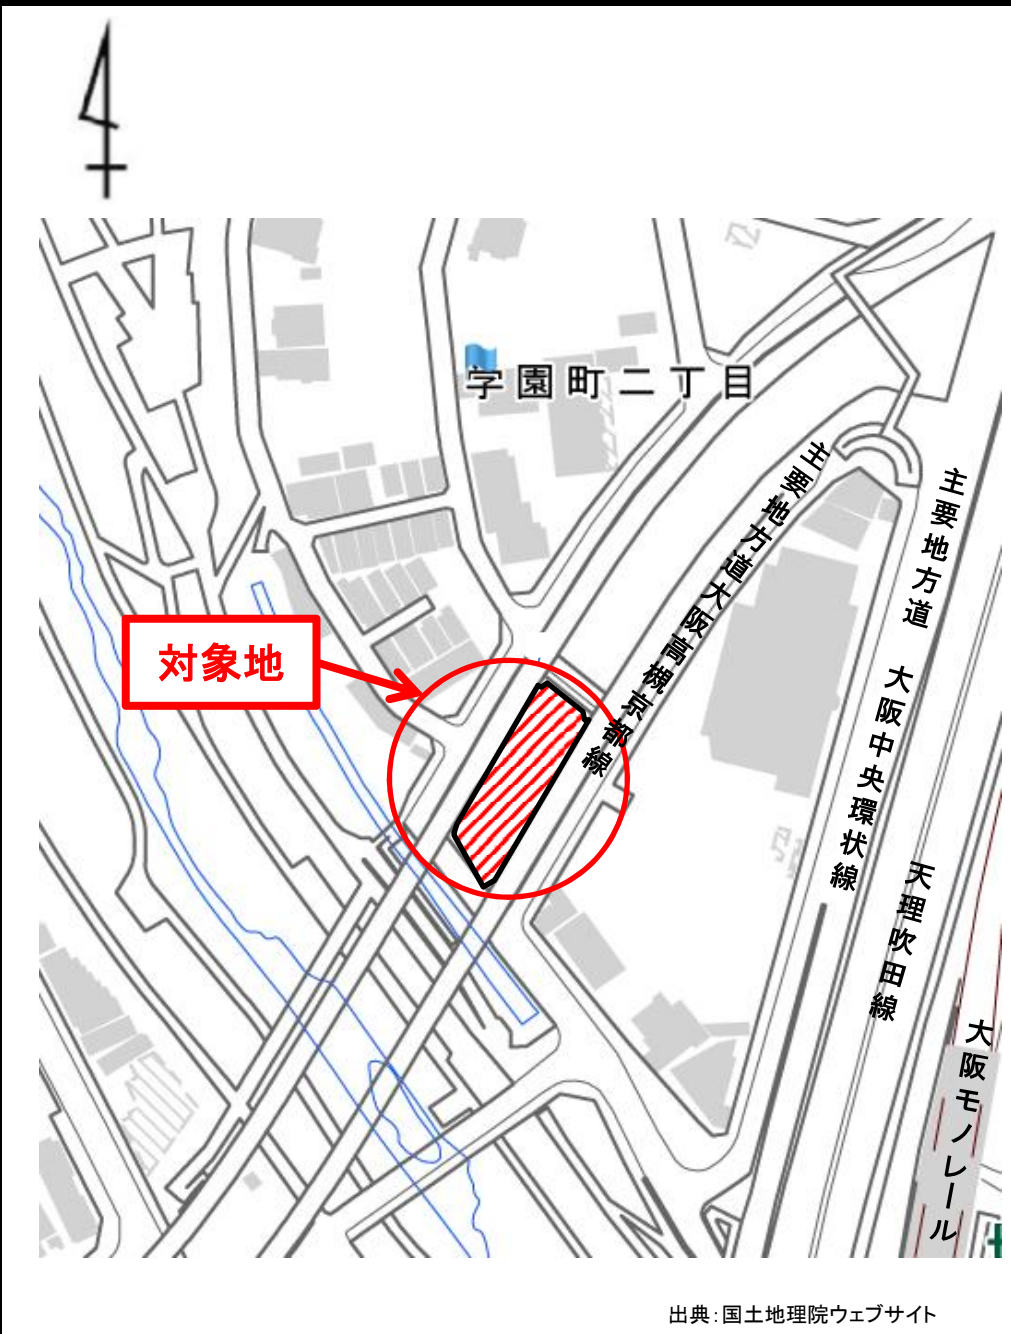 学園町二丁目
主要地方道大阪高槻京都線
主要地方道 大阪中央環状線
対象地
天理吹田線
大阪モノレール
出典:国土地理院ウェブサイト